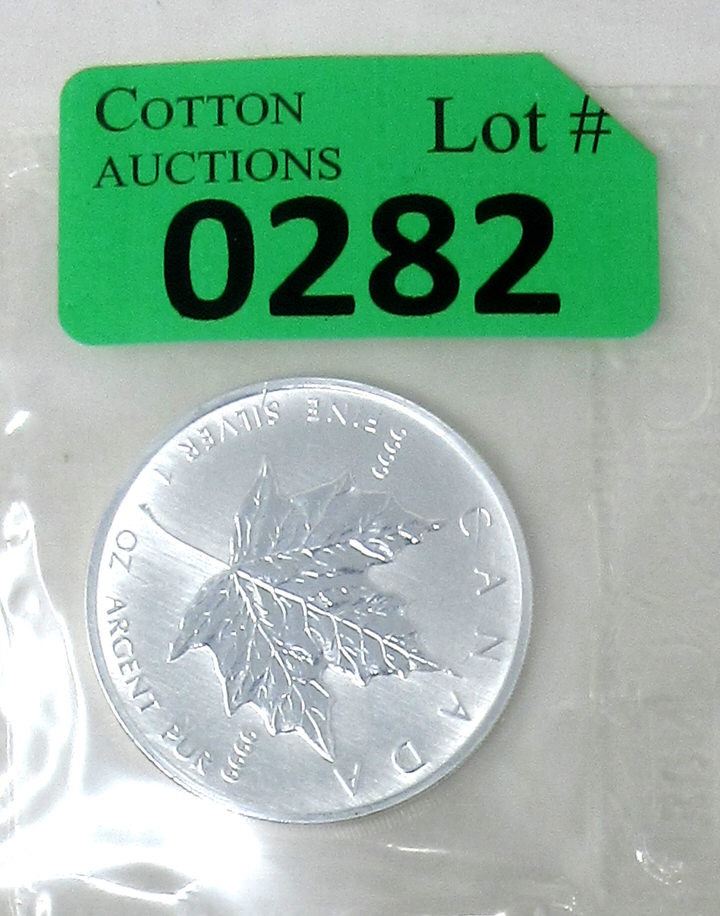 COTTON
AUCTIONS
Lot #
0282
CANADA
9999
FINE SILVER 1 OZ ARGENT PUR
9999